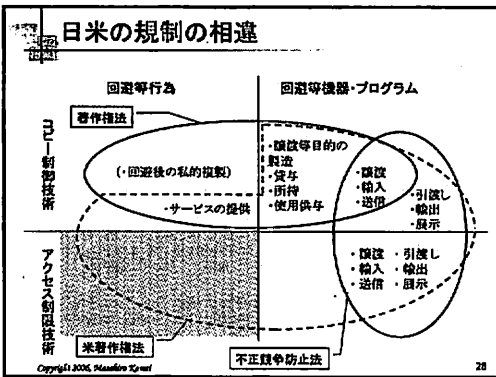 日米の規制の相違
回避等行為
回避等機器・プログラム
著作権法
コピー制御技術
(・回避後の私的複製)
・サービスの提供
・譲渡等目的の
製造
・貸与
・所持
・使用供与
・譲渡
・輸入
・送信
・引渡し
・輸出
・展示
アクセス制限技術
・譲渡 ・引渡し
・輸入 ・輸出
・送信 ・展示
米著作権法
不正競争防止法
Copyright 2006, Masahiro Kawai
28